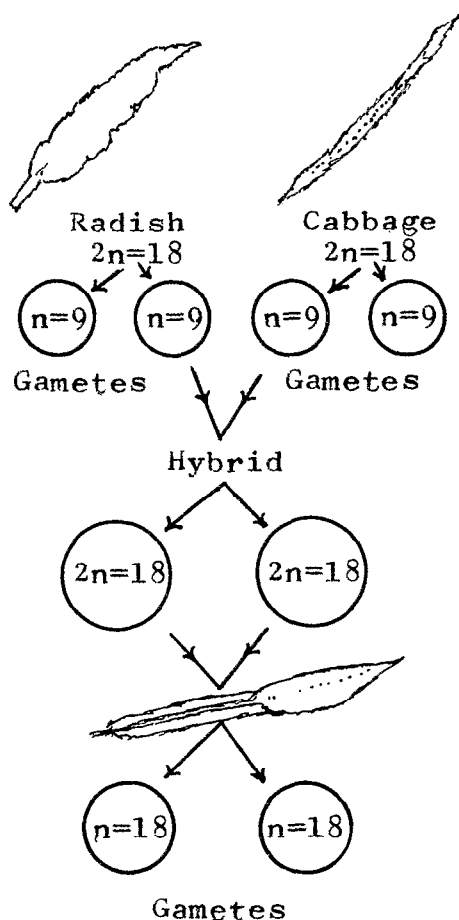 Radish Cabbage
2n=18 2n=18
n=9 n=9 n=9 n=9
Gametes Gametes
Hybrid
2n=18 2n=18
n=18 n=18
Gametes